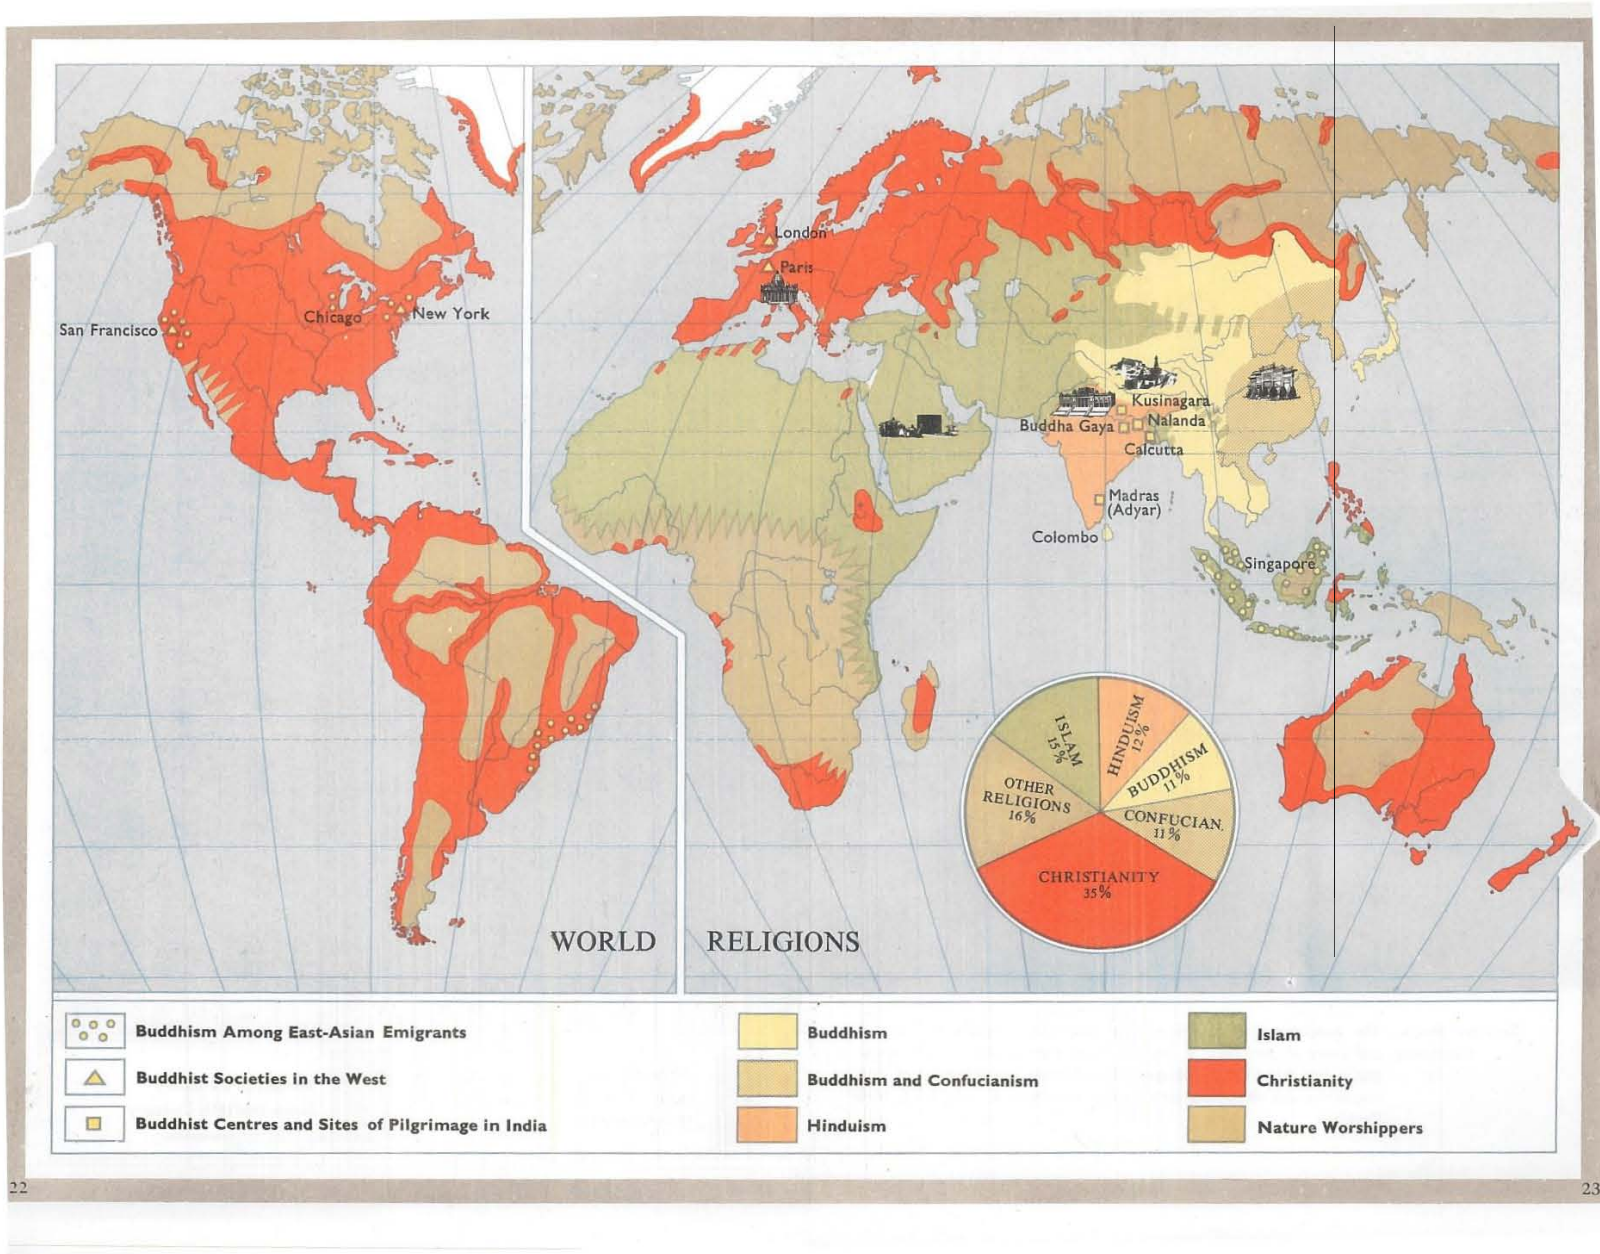 London
Paris
San Francisco
Chicago
New York
Kusinagara
Buddha Gaya
Nalanda
Calcutta
Madras
(Adyar)
Colombo
Singapore
ISLAM
15%
HINDUISM
12%
BUDDHISM
11%
OTHER
RELIGIONS
16%
CONFUCIAN.
11%
CHRISTIANITY
35%
WORLD RELIGIONS
Buddhism Among East-Asian Emigrants
Buddhist Societies in the West
Buddhist Centres and Sites of Pilgrimage in India
Buddhism
Buddhism and Confucianism
Hinduism
Islam
Christianity
Nature Worshippers
22
23